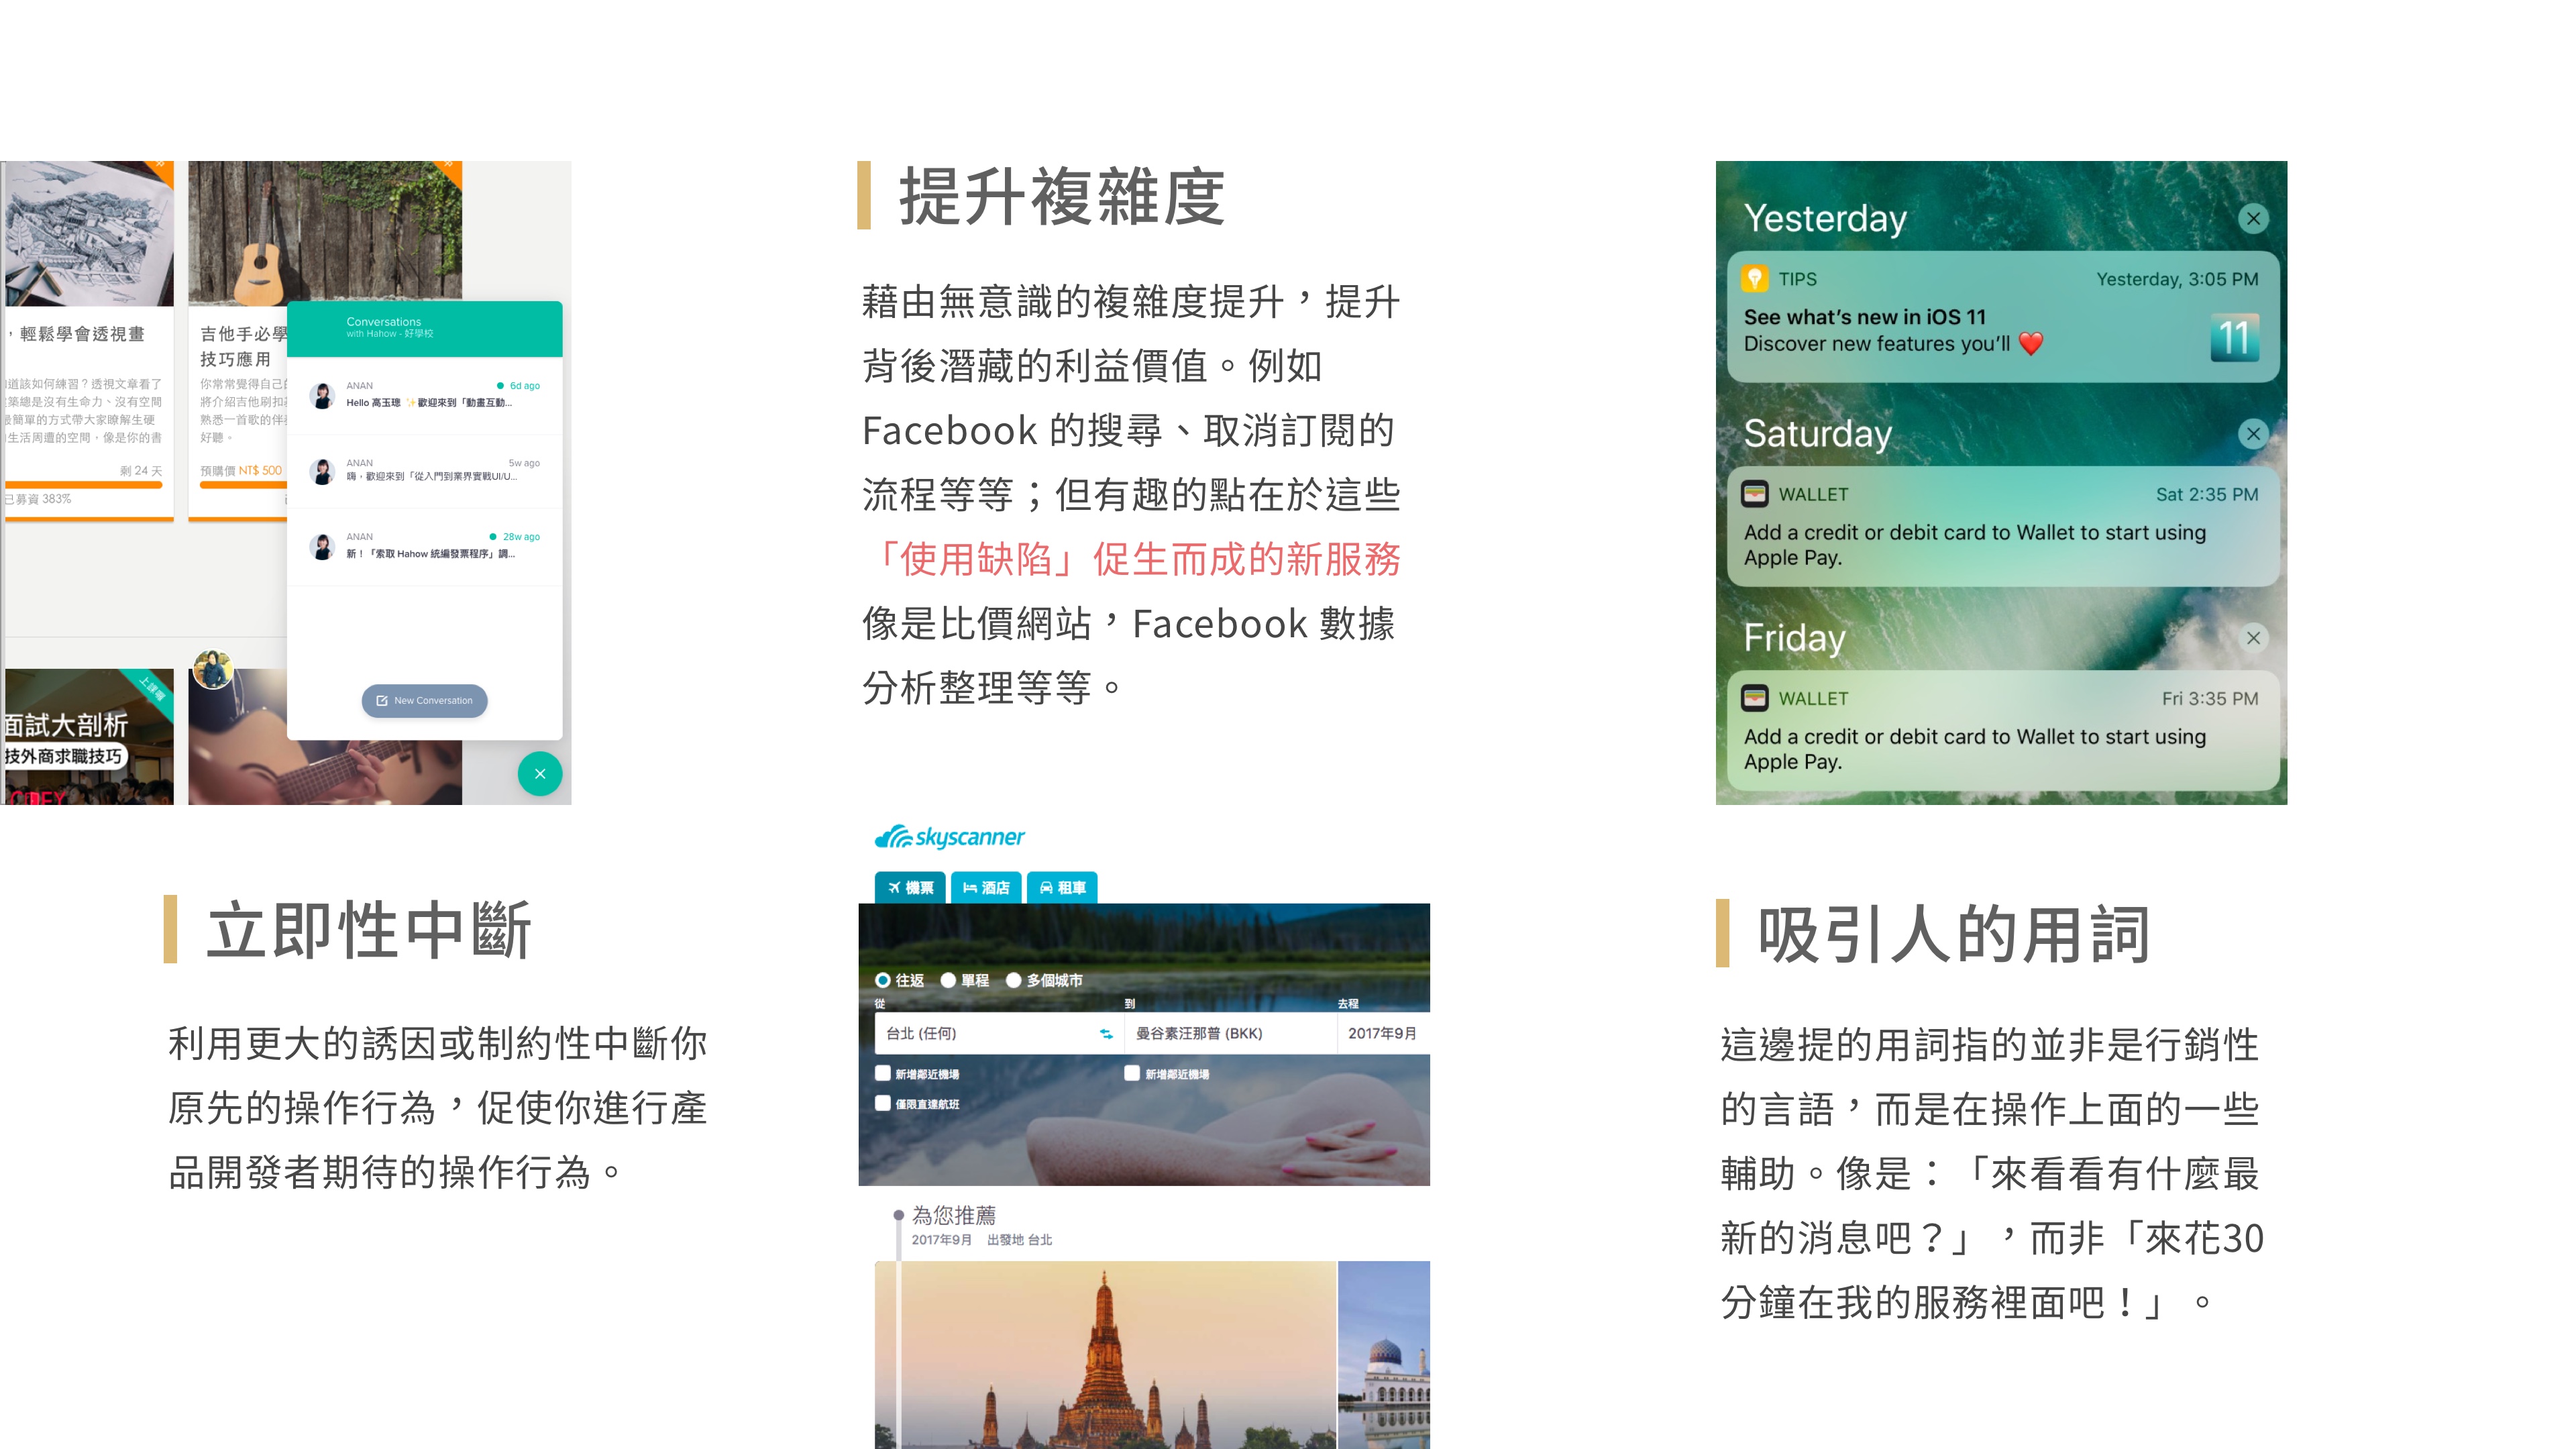 ，輕鬆學會透視畫
道該如何練習？透視文章看了
築總是沒有生命力、沒有空間
最簡單的方式帶大家瞭解生硬
生活周遭的空間，像是你的書
剩 24 天
已募資 383%
吉他手必學
技巧應用
你常常覺得自己
將介紹吉他刷扣
熟悉一首歌的伴
好聽。
預購價 NT$ 500
Conversations
with Hahow - 好學校
ANAN
6d ago
Hello 高玉璁 ✨歡迎來到「動畫互動...
ANAN
5w ago
嗨，歡迎來到「從入門到業界實戰UI/U...
ANAN
28w ago
新！「索取 Hahow 統編發票程序」調...
New Conversation
上課囉
面試大剖析
技外商求職技巧
立即性中斷
利用更大的誘因或制約性中斷你
原先的操作行為，促使你進行產
品開發者期待的操作行為。
提升複雜度
藉由無意識的複雜度提升，提升
背後潛藏的利益價值。例如
Facebook 的搜尋、取消訂閱的
流程等等；但有趣的點在於這些
「使用缺陷」促生而成的新服務
像是比價網站，Facebook 數據
分析整理等等。
skyscanner
機票 酒店 租車
往返 單程 多個城市
從 到 去程
台北 (任何) 曼谷素汪那普 (BKK) 2017年9月
新增鄰近機場 新增鄰近機場
僅限直達航班
為您推薦
2017年9月 出發地 台北
Yesterday
TIPS Yesterday, 3:05 PM
See what’s new in iOS 11
Discover new features you’ll ❤️
11
Saturday
WALLET Sat 2:35 PM
Add a credit or debit card to Wallet to start using
Apple Pay.
Friday
WALLET Fri 3:35 PM
Add a credit or debit card to Wallet to start using
Apple Pay.
吸引人的用詞
這邊提的用詞指的並非是行銷性
的言語，而是在操作上面的一些
輔助。像是：「來看看有什麼最
新的消息吧？」，而非「來花30
分鐘在我的服務裡面吧！」。